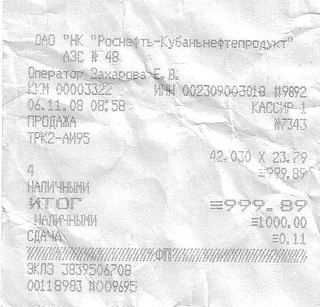 ОАО "НК "Роснефть-Кубаньнефтепродукт"
АЗС № 48
Оператор Захарова Е.В.
ККМ 00003322 ИНН 002309003018 №9892
06.11.08 08:58 КАССИР 1
ПРОДАЖА №7343
ТРК2-АИ95
42.030 X 23.79
≡999.89
4
НАЛИЧНЫМИ
ИТОГ ≡999.89
НАЛИЧНЫМИ ≡1000.00
СДАЧА ≡0.11
ФП
ЭКЛЗ 3839506708
00118983 №009695